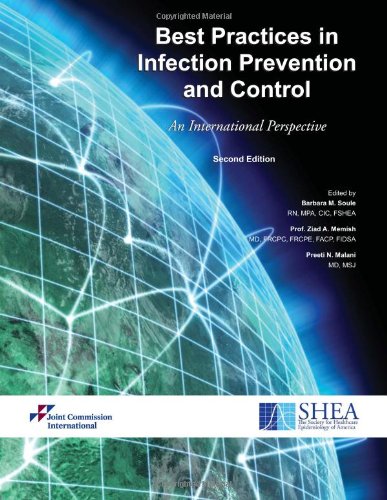 Copyrighted Material
Best Practices in
Infection Prevention
and Control
An International Perspective
Second Edition
Edited by
Barbara M. Soule
RN, MPA, CIC, FSHEA
Prof. Ziad A. Memish
MD, FRCPC, FRCPE, FACP, FIDSA
Preeti N. Malani
MD, MSJ
Joint Commission
International
SHEA
The Society for Healthcare
Epidemiology of America
Copyrighted Material